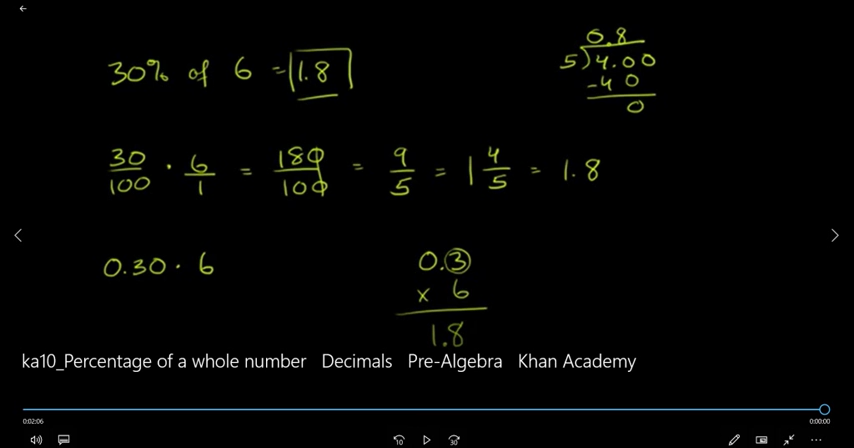 30% of 6 = 1.8
0.8
5)4.00
-40
0
30/100 · 6/1 = 180/100 = 9/5 = 1 4/5 = 1.8
0.30 · 6
0.3
x 6
1.8
ka10_Percentage of a whole number Decimals Pre-Algebra Khan Academy
0:02:06
0:00:00
10
30